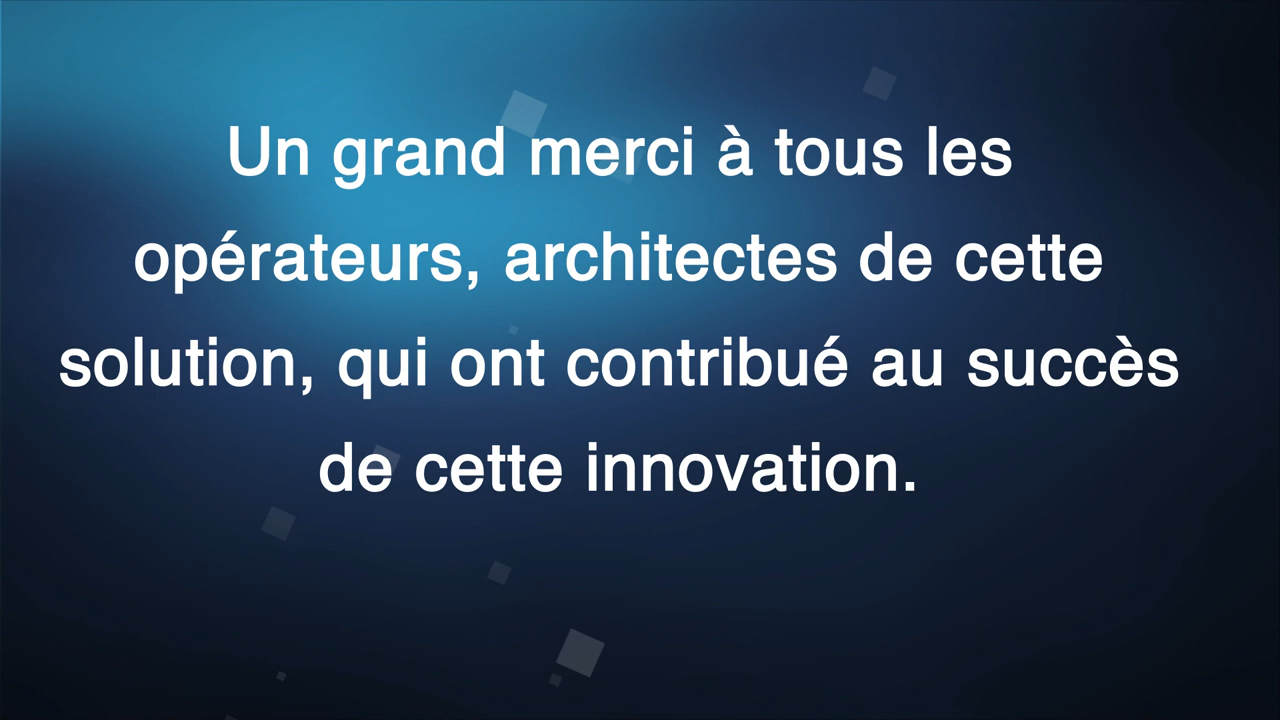 Un grand merci à tous les
opérateurs, architectes de cette
solution, qui ont contribué au succès
de cette innovation.